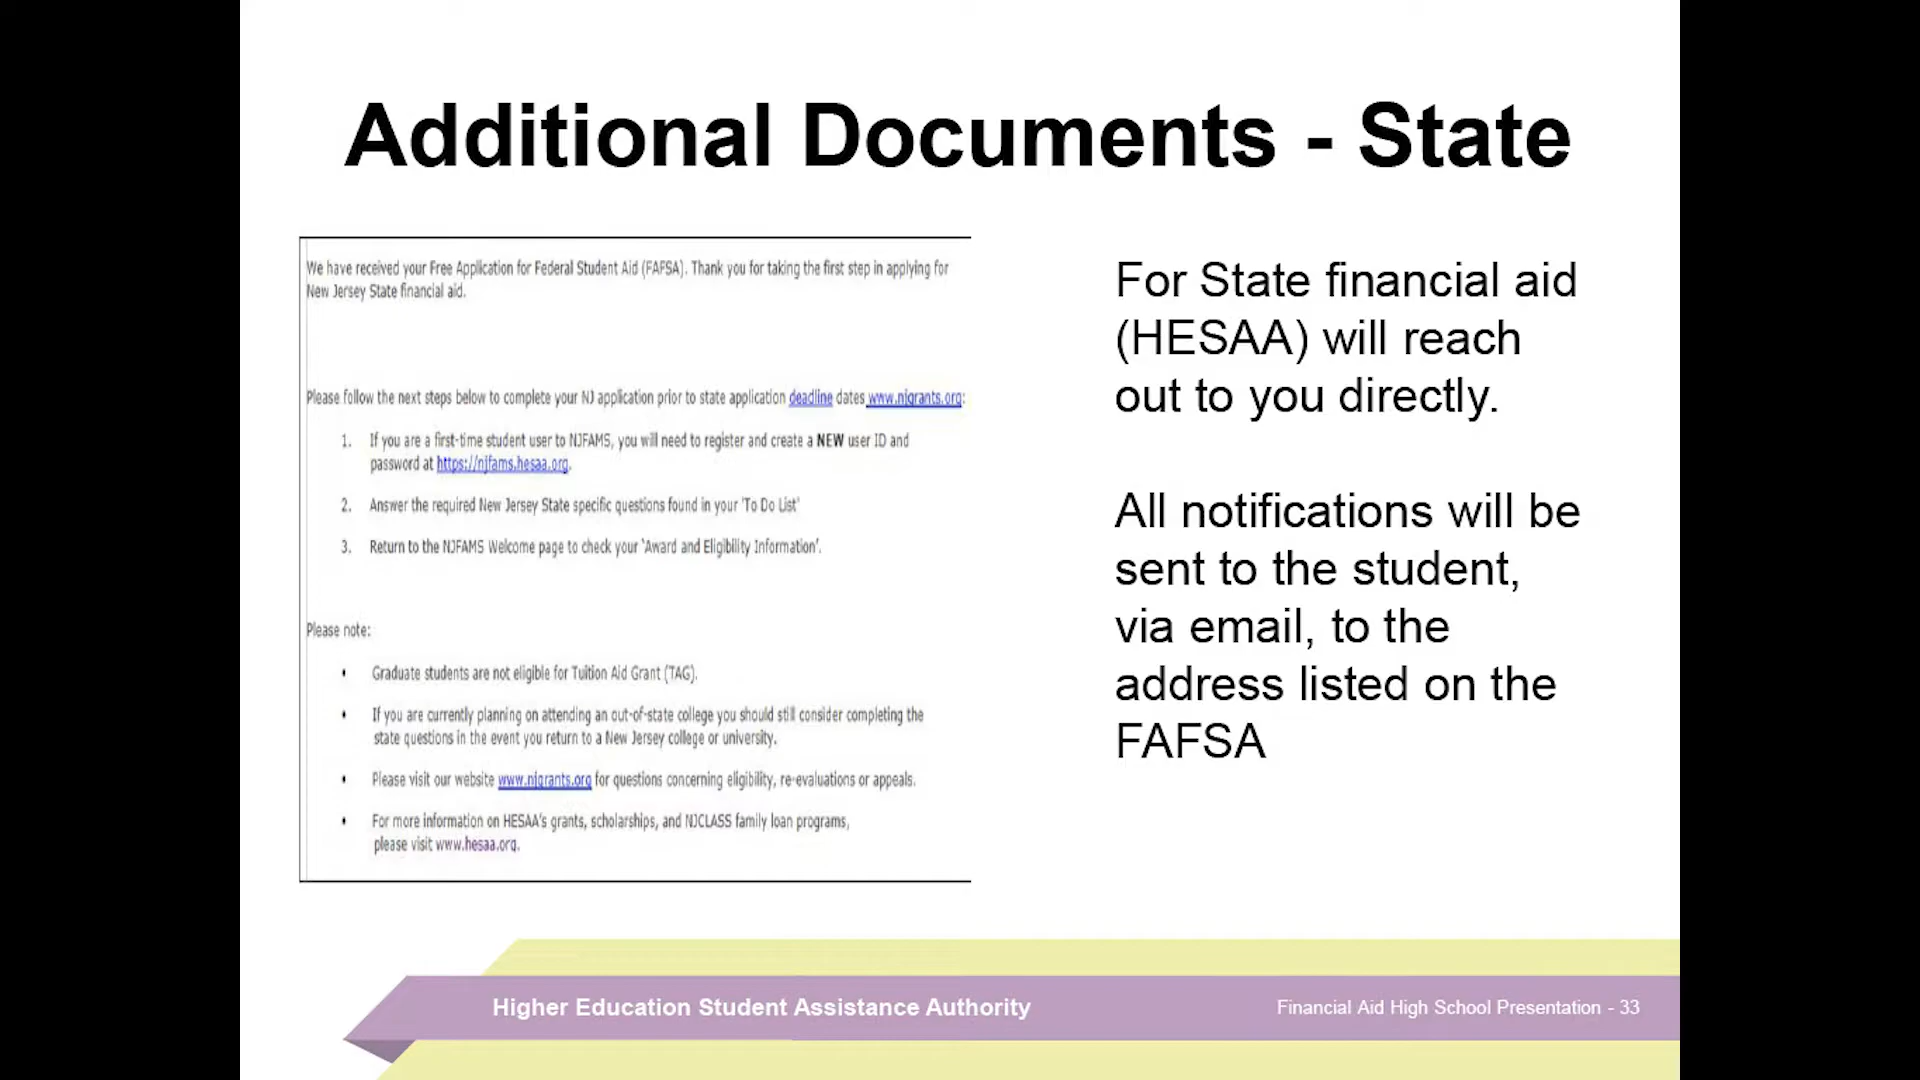 Additional Documents - State
We have received your Free Application for Federal Student Aid (FAFSA). Thank you for taking the first step in applying for
New Jersey State financial aid.
Please follow the next steps below to complete your NJ application prior to state application deadline dates www.njgrants.org:
1. If you are a first-time student user to NJFAMS, you will need to register and create a NEW user ID and
password at https://njfams.hesaa.org.
2. Answer the required New Jersey State specific questions found in your 'To Do List'
3. Return to the NJFAMS Welcome page to check your 'Award and Eligibility Information'.
Please note:
• Graduate students are not eligible for Tuition Aid Grant (TAG).
• If you are currently planning on attending an out-of-state college you should still consider completing the
state questions in the event you return to a New Jersey college or university.
• Please visit our website www.njgrants.org for questions concerning eligibility, re-evaluations or appeals.
• For more information on HESAA's grants, scholarships, and NJCLASS family loan programs,
please visit www.hesaa.org.
For State financial aid
(HESAA) will reach
out to you directly.
All notifications will be
sent to the student,
via email, to the
address listed on the
FAFSA
Higher Education Student Assistance Authority
Financial Aid High School Presentation - 33